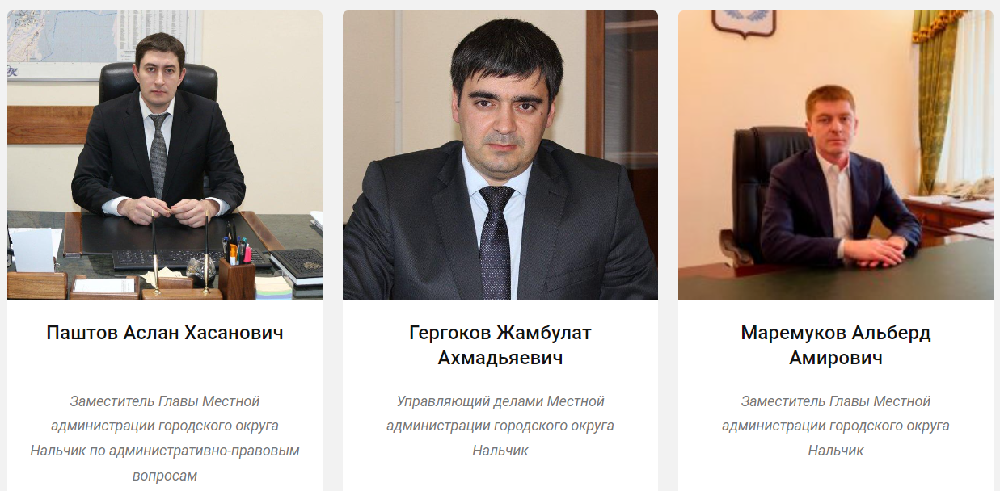 Паштов Аслан Хасанович
Заместитель Главы Местной
администрации городского округа
Нальчик по административно-правовым
вопросам
Гергоков Жамбулат
Ахмадьяевич
Управляющий делами Местной
администрации городского округа
Нальчик
Маремуков Альберд
Амирович
Заместитель Главы Местной
администрации городского округа
Нальчик